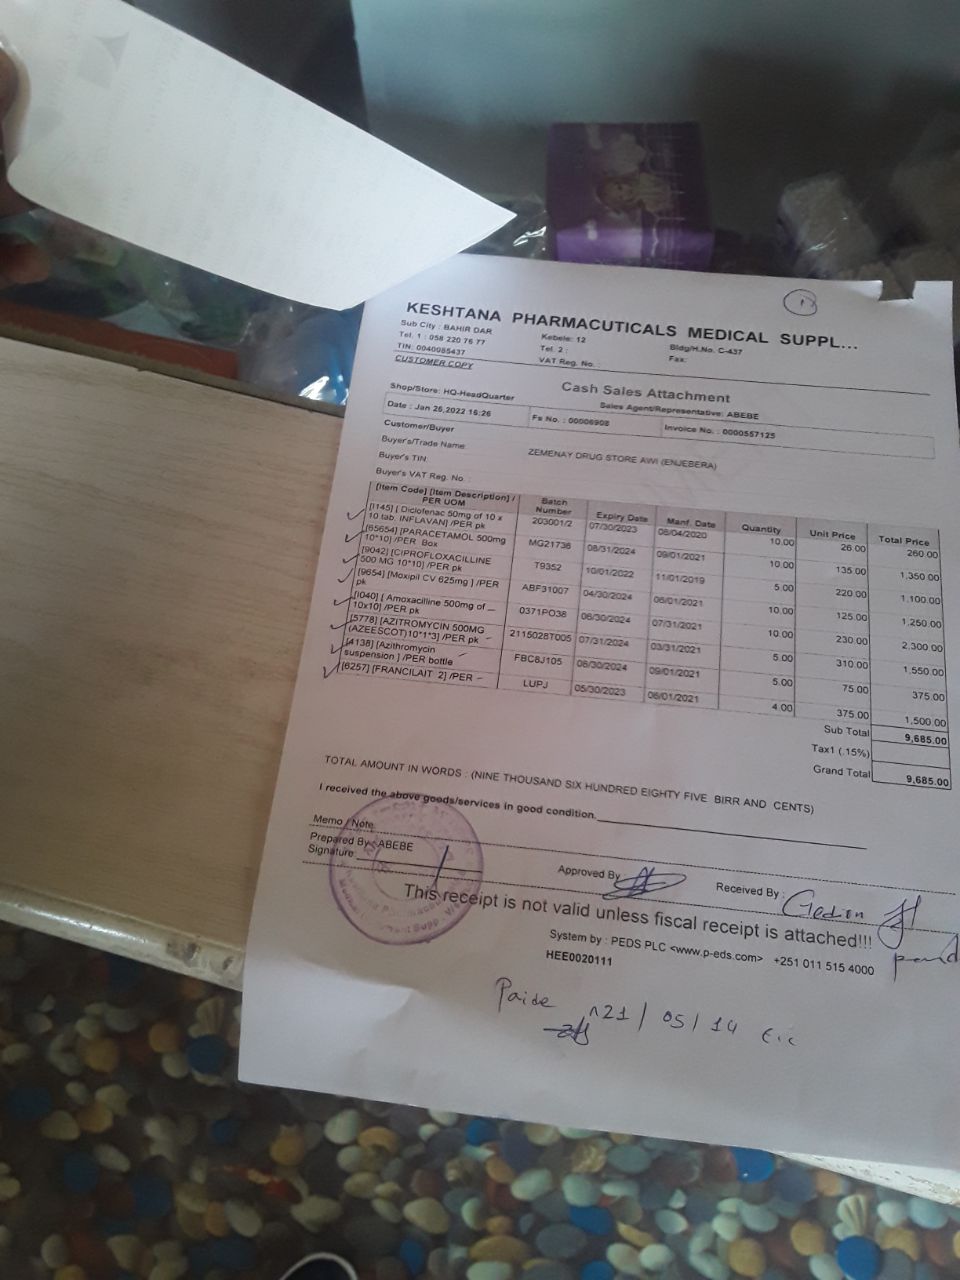 1
KESHTANA PHARMACUTICALS MEDICAL SUPPL...
Sub City : BAHIR DAR Kebele: 12 Bldg/H.No. C-437
Tel. 1 : 058 220 76 77 Tel. 2 : Fax:
TIN: 0040985437 VAT Reg. No. :
CUSTOMER COPY
Cash Sales Attachment
Shop/Store: HQ-HeadQuarter Sales Agent/Representative: ABEBE
Date : Jan 26,2022 16:26 Fs No. : 00006908 Invoice No. : 0000557125
Customer/Buyer
Buyer's/Trade Name: ZEMENAY DRUG STORE AWI (ENJEBERA)
Buyer's TIN:
Buyer's VAT Reg. No. :
[Item Code] [Item Description] / PER UOM Batch Number Expiry Date Manf. Date Quantity Unit Price Total Price
[I145] [ Diclofenac 50mg of 10 x 203001/2 07/30/2023 08/04/2020 10.00 26.00 260.00
10 tab. INFLAVAN] /PER pk
[65654] [PARACETAMOL 500mg MG21736 08/31/2024 09/01/2021 10.00 135.00 1,350.00
10*10] /PER Box
[9042] [CIPROFLOXACILLINE T9352 10/01/2022 11/01/2019 5.00 220.00 1,100.00
500 MG 10*10] /PER pk
[9654] [Moxipil CV 625mg ] /PER ABF31007 04/30/2024 06/01/2021 10.00 125.00 1,250.00
pk
[I040] [ Amoxacilline 500mg of 0371PO38 06/30/2024 07/31/2021 10.00 230.00 2,300.00
10x10] /PER pk
[5778] [AZITROMYCIN 500MG 2115028T005 07/31/2024 03/31/2021 5.00 310.00 1,550.00
(AZEESCOT)10*1*3] /PER pk
[4138] [Azithromycin FBC8J105 08/30/2024 09/01/2021 5.00 75.00 375.00
suspension ] /PER bottle
[6257] [FRANCILAIT 2] /PER LUPJ 05/30/2023 06/01/2021 4.00 375.00 1,500.00
Sub Total 9,685.00
Tax1 (.15%)
Grand Total 9,685.00
TOTAL AMOUNT IN WORDS : (NINE THOUSAND SIX HUNDRED EIGHTY FIVE BIRR AND CENTS)
I received the above goods/services in good condition.
Memo / Note
Prepared By: ABEBE Approved By Received By : Gedion
Signature:
This receipt is not valid unless fiscal receipt is attached!!!
System by : PEDS PLC <www.p-eds.com> +251 011 515 4000
HEE0020111
Paide 21 / 05 / 14 E.C